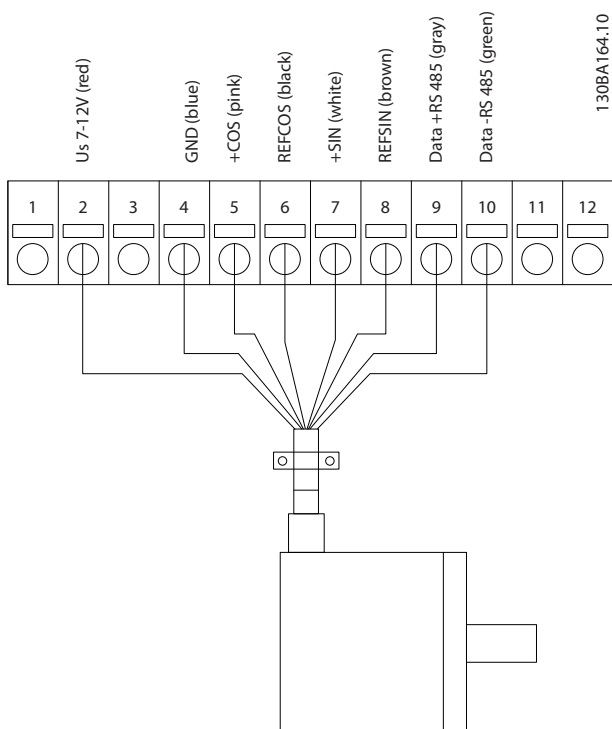 Us 7-12V (red)
GND (blue)
+COS (pink)
REFCOS (black)
+SIN (white)
REFSIN (brown)
Data +RS 485 (gray)
Data -RS 485 (green)
130BA164.10
1
2
3
4
5
6
7
8
9
10
11
12